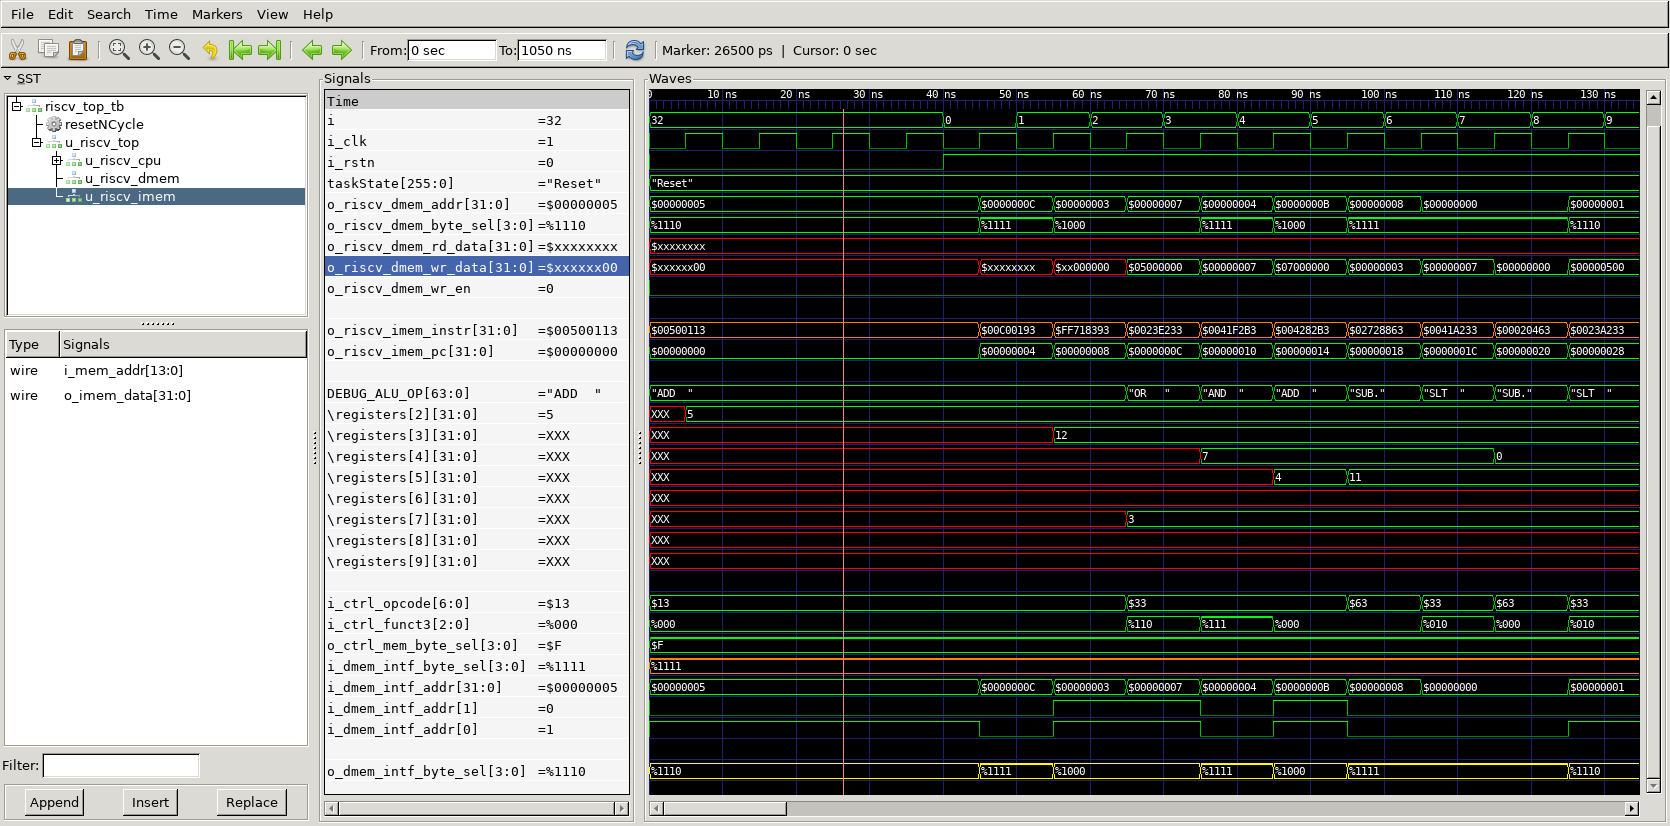 File Edit Search Time Markers View Help
From: 0 sec To: 1050 ns Marker: 26500 ps | Cursor: 0 sec
SST
riscv_top_tb
resetNCycle
u_riscv_top
u_riscv_cpu
u_riscv_dmem
u_riscv_imem
Type Signals
wire i_mem_addr[13:0]
wire o_imem_data[31:0]
Filter:
Append Insert Replace
Signals
Time
i =32
i_clk =1
i_rstn =0
taskState[255:0] ="Reset"
o_riscv_dmem_addr[31:0] =$00000005
o_riscv_dmem_byte_sel[3:0] =%1110
o_riscv_dmem_rd_data[31:0] =$xxxxxxxx
o_riscv_dmem_wr_data[31:0] =$xxxxxx00
o_riscv_dmem_wr_en =0
o_riscv_imem_instr[31:0] =$00500113
o_riscv_imem_pc[31:0] =$00000000
DEBUG_ALU_OP[63:0] ="ADD  "
\registers[2][31:0] =5
\registers[3][31:0] =XXX
\registers[4][31:0] =XXX
\registers[5][31:0] =XXX
\registers[6][31:0] =XXX
\registers[7][31:0] =XXX
\registers[8][31:0] =XXX
\registers[9][31:0] =XXX
i_ctrl_opcode[6:0] =$13
i_ctrl_funct3[2:0] =%000
o_ctrl_mem_byte_sel[3:0] =$F
i_dmem_intf_byte_sel[3:0] =%1111
i_dmem_intf_addr[31:0] =$00000005
i_dmem_intf_addr[1] =0
i_dmem_intf_addr[0] =1
o_dmem_intf_byte_sel[3:0] =%1110
Waves
0 10 ns 20 ns 30 ns 40 ns 50 ns 60 ns 70 ns 80 ns 90 ns 100 ns 110 ns 120 ns 130 ns
32 0 1 2 3 4 5 6 7 8 9
"Reset"
$00000005 $0000000C $00000003 $00000007 $00000004 $0000000B $00000008 $00000000 $00000001
%1110 %1111 %1000 %1111 %1000 %1111 %1110
$xxxxxxxx
$xxxxxx00 $xxxxxxxx $xx000000 $05000000 $00000007 $07000000 $00000003 $00000007 $00000000 $00000500
$00500113 $00C00193 $FF718393 $0023E233 $0041F2B3 $004282B3 $02728863 $0041A233 $00020463 $0023A233
$00000000 $00000004 $00000008 $0000000C $00000010 $00000014 $00000018 $0000001C $00000020 $00000028
"ADD  " "OR   " "AND  " "ADD  " "SUB." "SLT  " "SUB." "SLT  "
XXX 5
XXX 12
XXX 7 0
XXX 4 11
XXX
XXX 3
XXX
XXX
$13 $33 $63 $33 $63 $33
%000 %110 %111 %000 %010 %000 %010
$F
%1111
$00000005 $0000000C $00000003 $00000007 $00000004 $0000000B $00000008 $00000000 $00000001
%1110 %1111 %1000 %1111 %1000 %1111 %1110